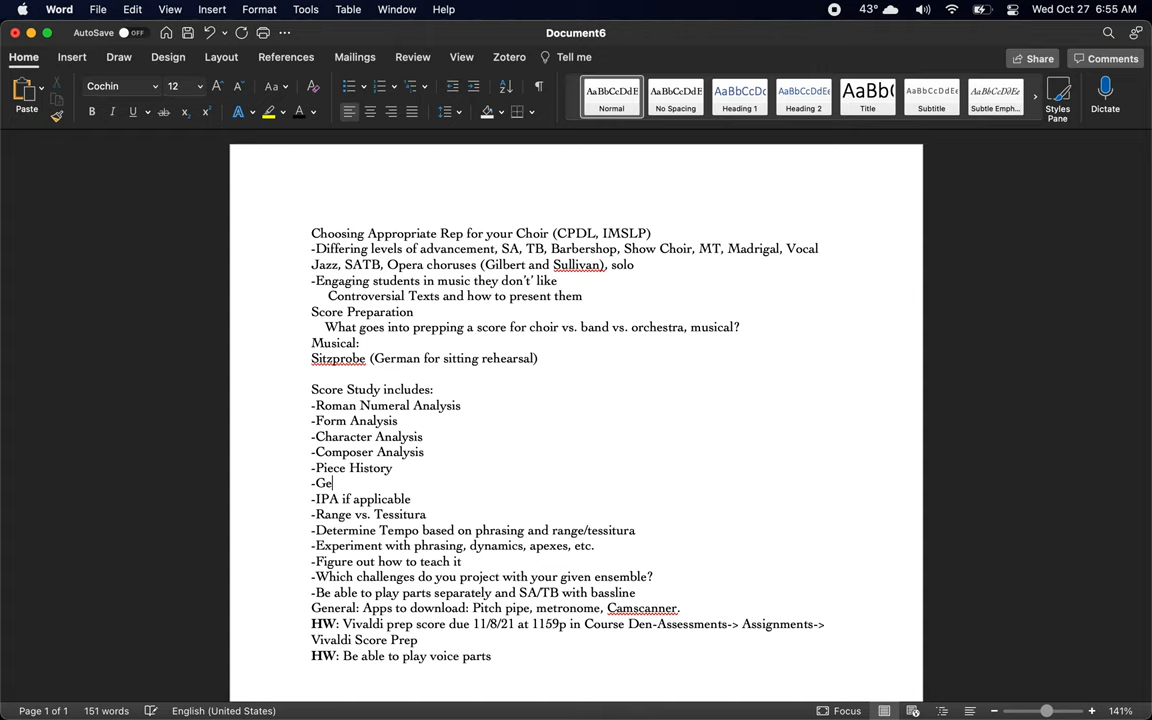 Word File Edit View Insert Format Tools Table Window Help 43° Wed Oct 27 6:55 AM
AutoSave OFF Document6
Home Insert Draw Design Layout References Mailings Review View Zotero Tell me Share Comments
Paste Cochin 12 Aa AaBbCcDdE AaBbCcDdE AaBbCcDc AaBbCcDdEe AaBb( AaBbCcDdEe AaBbCcDdEe Styles Pane Dictate
B I U ab x A A Normal No Spacing Heading 1 Heading 2 Title Subtitle Subtle Emph...
Choosing Appropriate Rep for your Choir (CPDL, IMSLP)
-Differing levels of advancement, SA, TB, Barbershop, Show Choir, MT, Madrigal, Vocal
Jazz, SATB, Opera choruses (Gilbert and Sullivan), solo
-Engaging students in music they don't' like
Controversial Texts and how to present them
Score Preparation
What goes into prepping a score for choir vs. band vs. orchestra, musical?
Musical:
Sitzprobe (German for sitting rehearsal)
Score Study includes:
-Roman Numeral Analysis
-Form Analysis
-Character Analysis
-Composer Analysis
-Piece History
-Ge
-IPA if applicable
-Range vs. Tessitura
-Determine Tempo based on phrasing and range/tessitura
-Experiment with phrasing, dynamics, apexes, etc.
-Figure out how to teach it
-Which challenges do you project with your given ensemble?
-Be able to play parts separately and SA/TB with bassline
General: Apps to download: Pitch pipe, metronome, Camscanner.
HW: Vivaldi prep score due 11/8/21 at 1159p in Course Den-Assessments-> Assignments->
Vivaldi Score Prep
HW: Be able to play voice parts
Page 1 of 1 151 words English (United States) Focus 141%